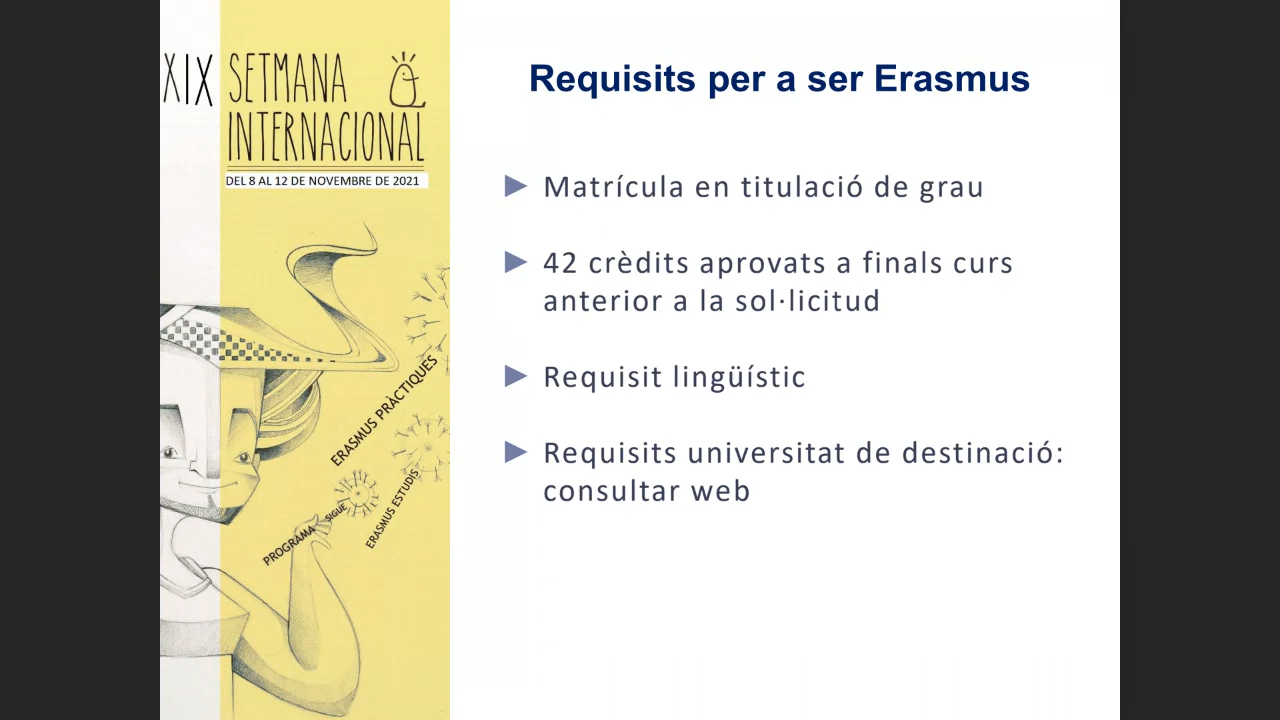 XIX SETMANA
INTERNACIONAL
DEL 8 AL 12 DE NOVEMBRE DE 2021
ERASMUS PRÀCTIQUES
ERASMUS ESTUDIS
PROGRAMA SIGUE
Requisits per a ser Erasmus
Matrícula en titulació de grau
42 crèdits aprovats a finals curs
anterior a la sol·licitud
Requisit lingüístic
Requisits universitat de destinació:
consultar web